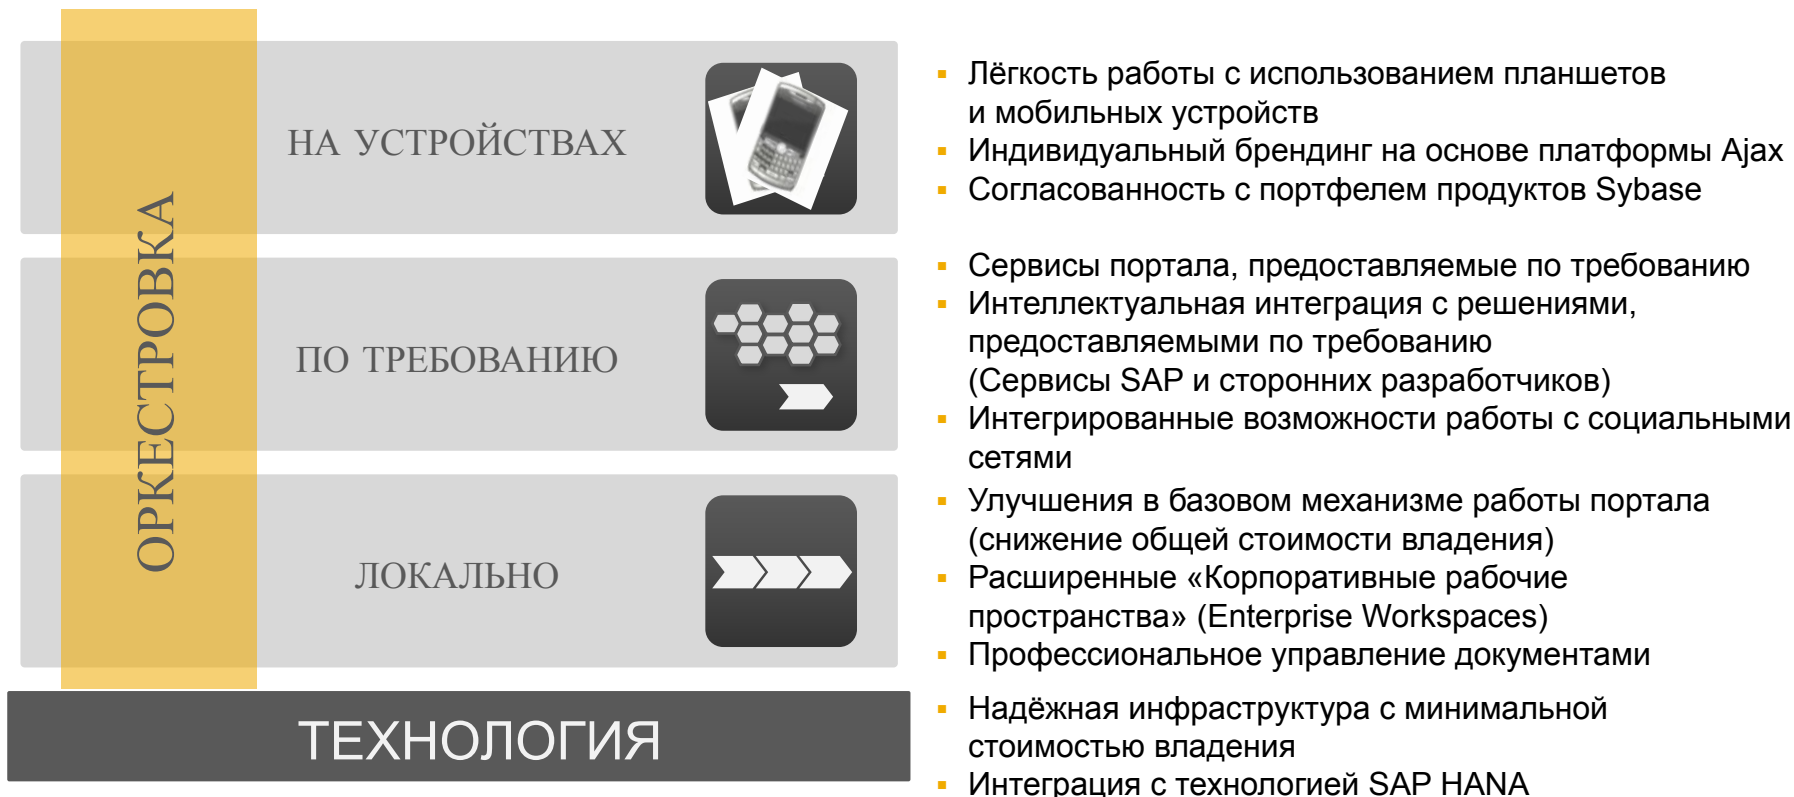 ОРКЕСТРОВКА
НА УСТРОЙСТВАХ
▪ Лёгкость работы с использованием планшетов
и мобильных устройств
▪ Индивидуальный брендинг на основе платформы Ajax
▪ Согласованность с портфелем продуктов Sybase
ПО ТРЕБОВАНИЮ
▪ Сервисы портала, предоставляемые по требованию
▪ Интеллектуальная интеграция с решениями,
предоставляемыми по требованию
(Сервисы SAP и сторонних разработчиков)
▪ Интегрированные возможности работы с социальными
сетями
ЛОКАЛЬНО
▪ Улучшения в базовом механизме работы портала
(снижение общей стоимости владения)
▪ Расширенные «Корпоративные рабочие
пространства» (Enterprise Workspaces)
▪ Профессиональное управление документами
ТЕХНОЛОГИЯ
▪ Надёжная инфраструктура с минимальной
стоимостью владения
▪ Интеграция с технологией SAP HANA